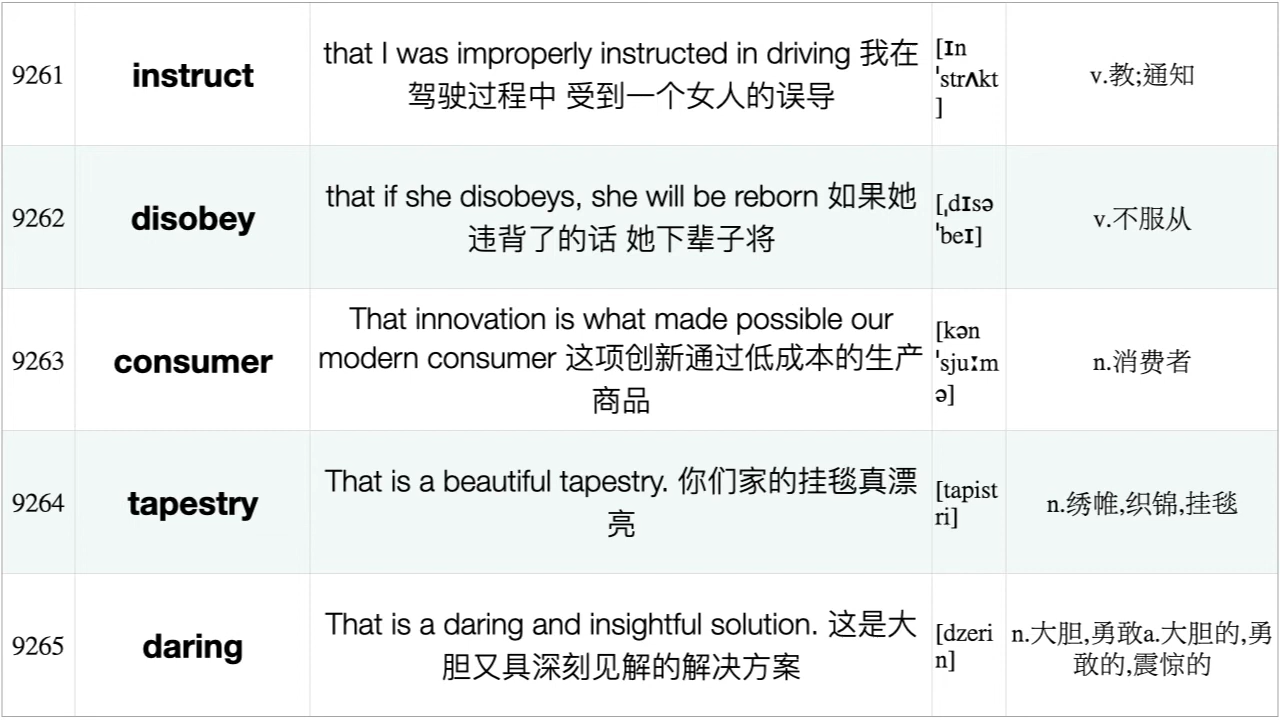 9261
instruct
that I was improperly instructed in driving 我在
驾驶过程中 受到一个女人的误导
[ɪn
ˈstrʌkt
]
v.教;通知
9262
disobey
that if she disobeys, she will be reborn 如果她
违背了的话 她下辈子将
[ˌdɪsə
ˈbeɪ]
v.不服从
9263
consumer
That innovation is what made possible our
modern consumer 这项创新通过低成本的生产
商品
[kən
ˈsjuːm
ə]
n.消费者
9264
tapestry
That is a beautiful tapestry. 你们家的挂毯真漂
亮
[tapist
ri]
n.绣帷,织锦,挂毯
9265
daring
That is a daring and insightful solution. 这是大
胆又具深刻见解的解决方案
[dzeri
n]
n.大胆,勇敢a.大胆的,勇
敢的,震惊的